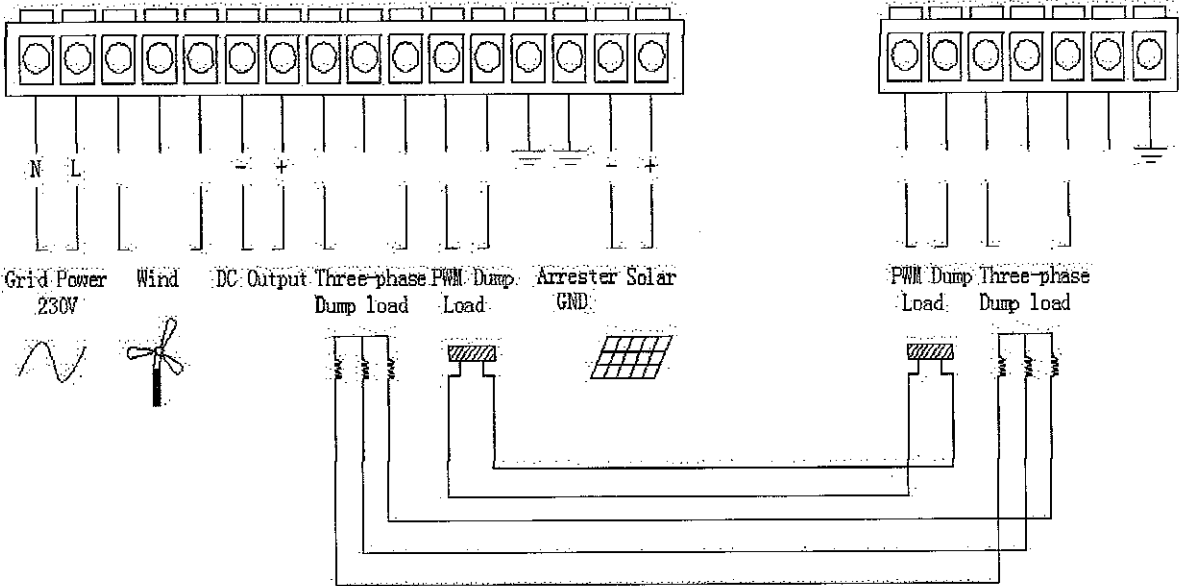 N L - + - +
Grid Power Wind DC Output Three-phase PWM Dump Arrester Solar PWM Dump Three-phase
230V Dump load Load GND Load Dump load